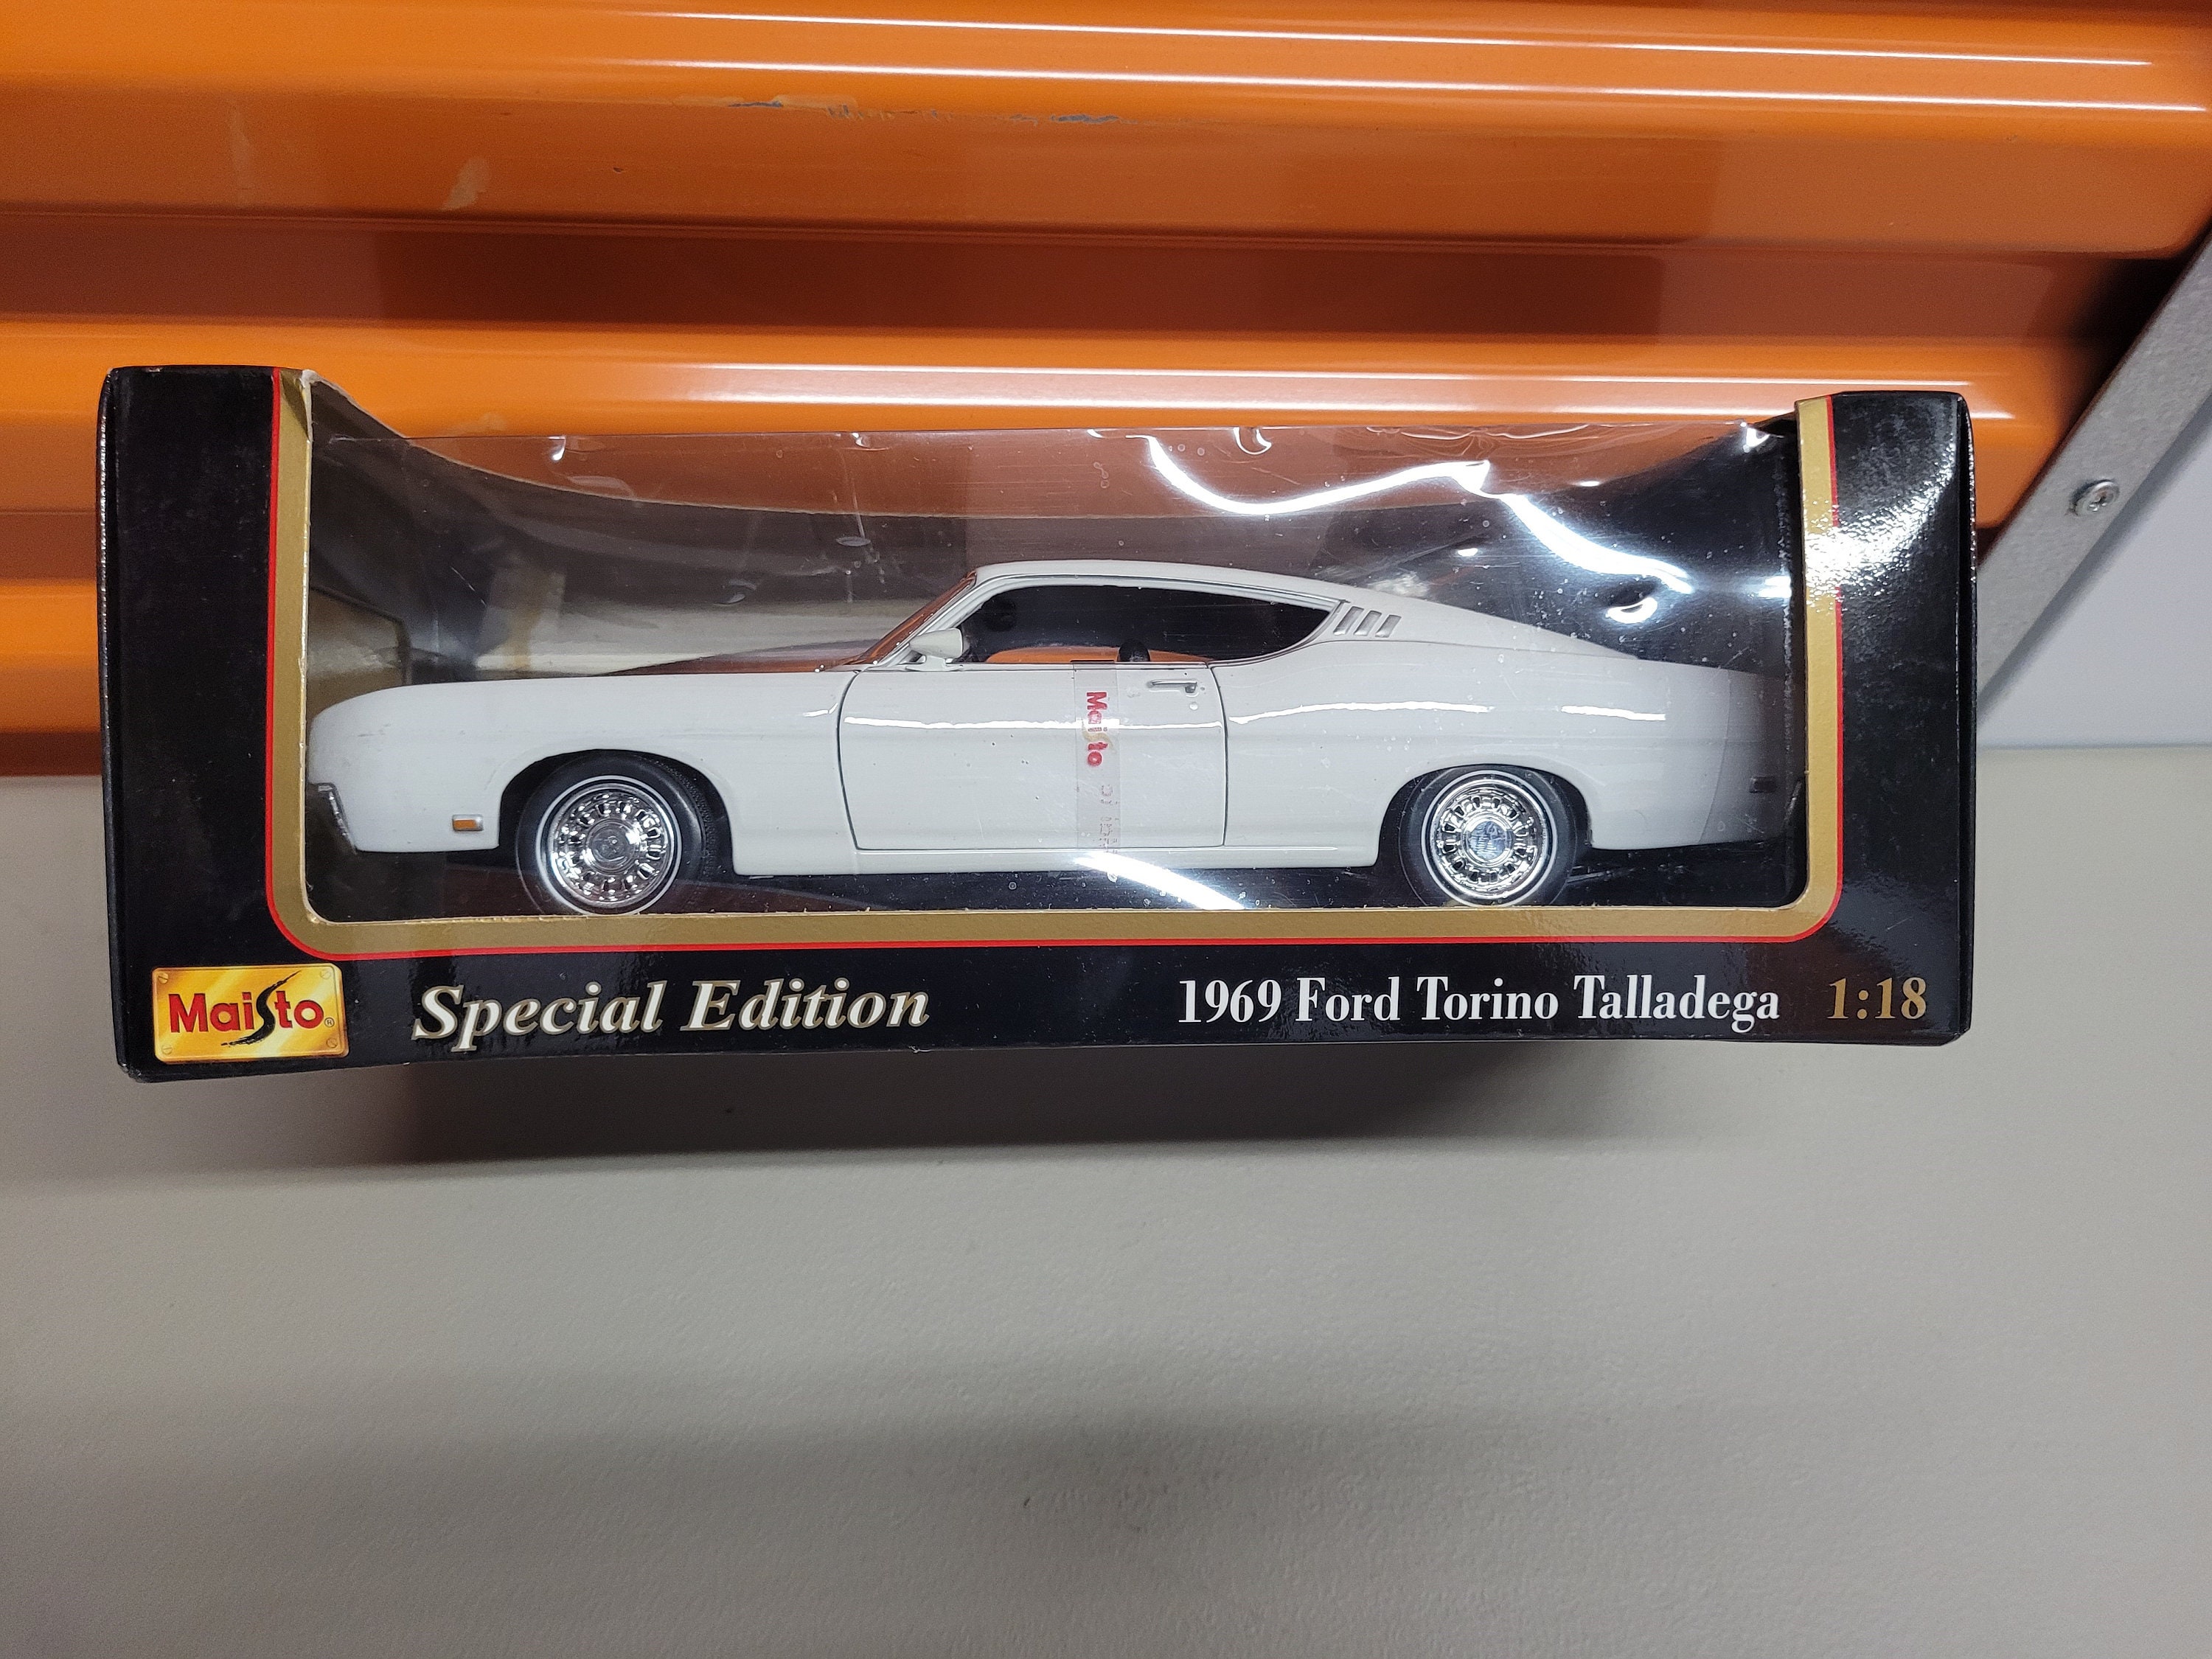 Maisto
Maisto®
Special Edition
1969 Ford Torino Talladega 1:18